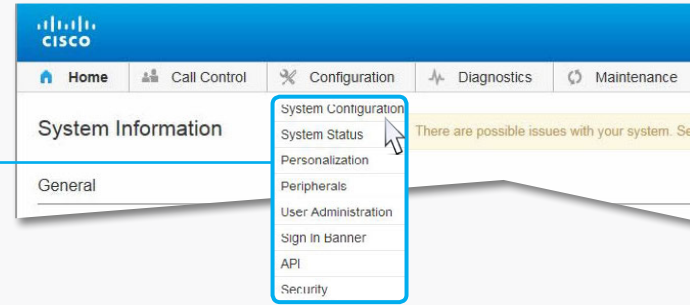 CISCO
Home Call Control Configuration Diagnostics Maintenance
System Information
There are possible issues with your system. Se
General
System Configuration
System Status
Personalization
Peripherals
User Administration
Sign In Banner
API
Security